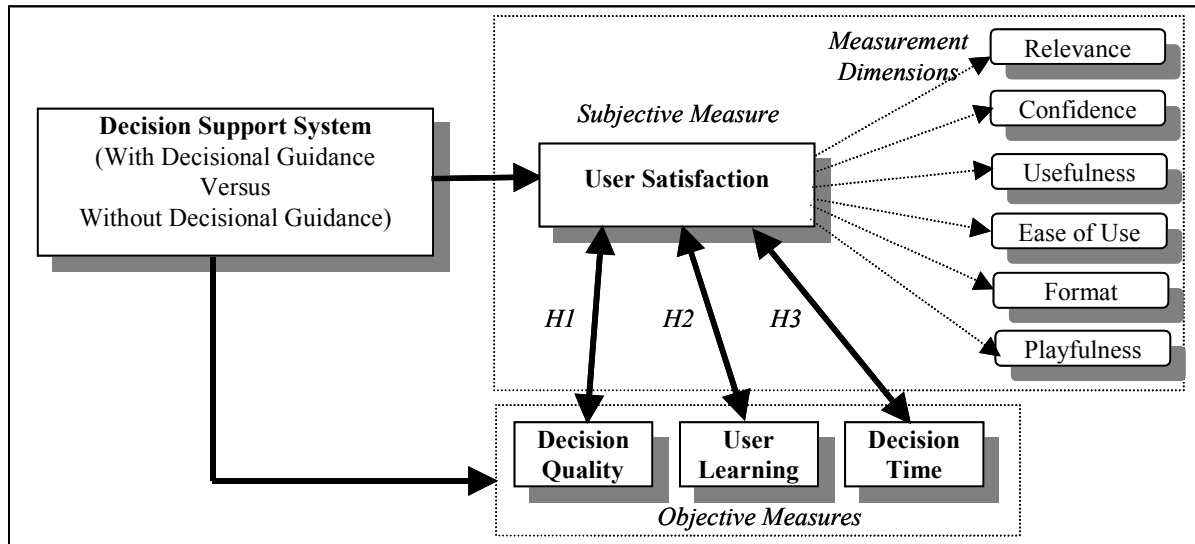 Decision Support System
(With Decisional Guidance
Versus
Without Decisional Guidance)
Subjective Measure
User Satisfaction
Measurement
Dimensions
Relevance
Confidence
Usefulness
Ease of Use
Format
Playfulness
H1
H2
H3
Decision
Quality
User
Learning
Decision
Time
Objective Measures